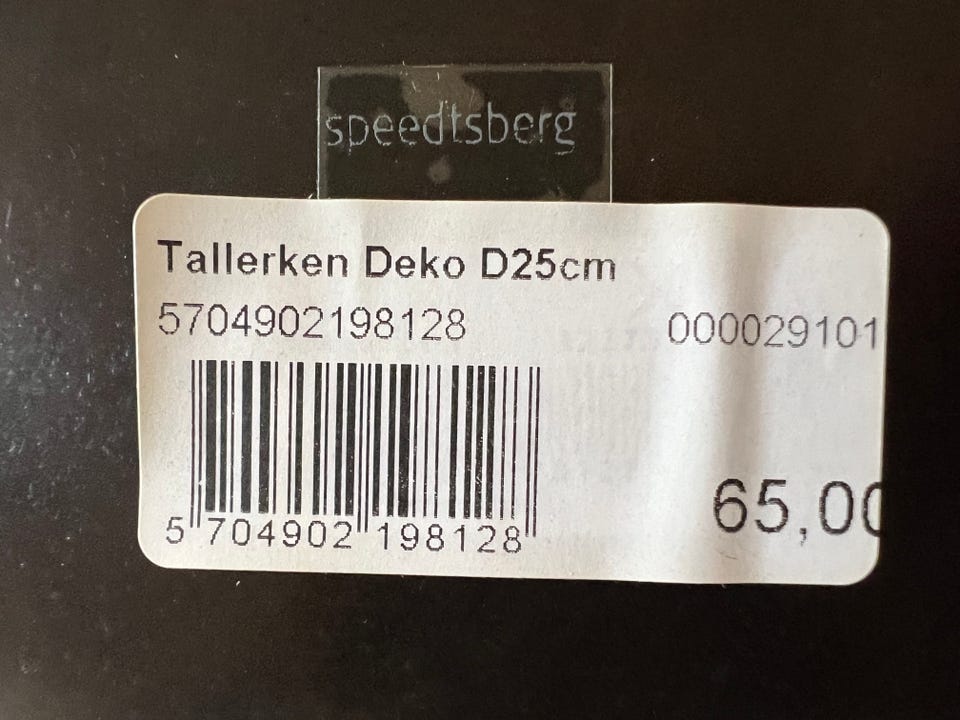 speedtsberg
Tallerken Deko D25cm
5704902198128 000029101
65,00
5 704902 198128